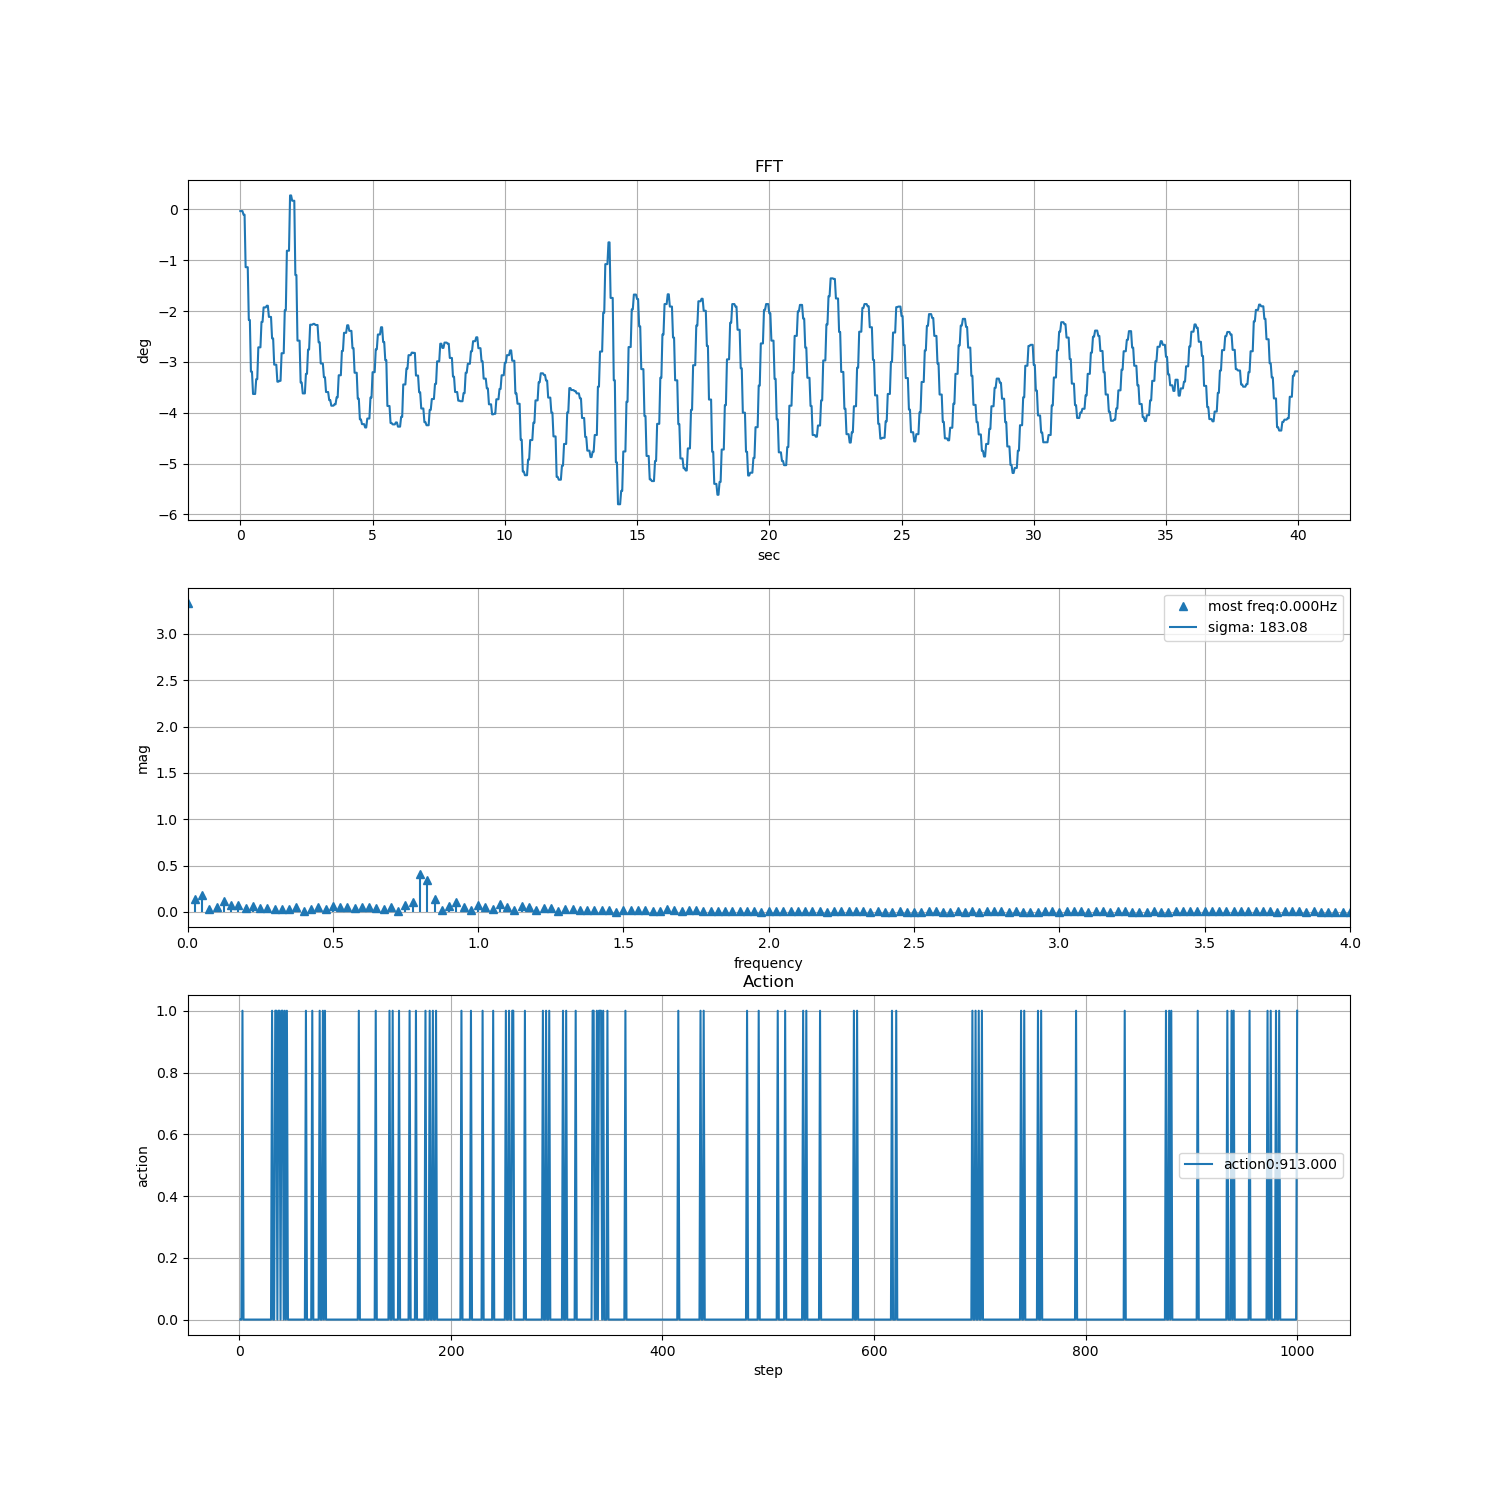 FFT
0
−1
−2
−3
−4
−5
−6
deg
0 5 10 15 20 25 30 35 40
sec
most freq:0.000Hz
sigma: 183.08
3.0
2.5
2.0
1.5
1.0
0.5
0.0
mag
0.0 0.5 1.0 1.5 2.0 2.5 3.0 3.5 4.0
frequency
Action
1.0
0.8
0.6
0.4
0.2
0.0
action
action0:913.000
0 200 400 600 800 1000
step